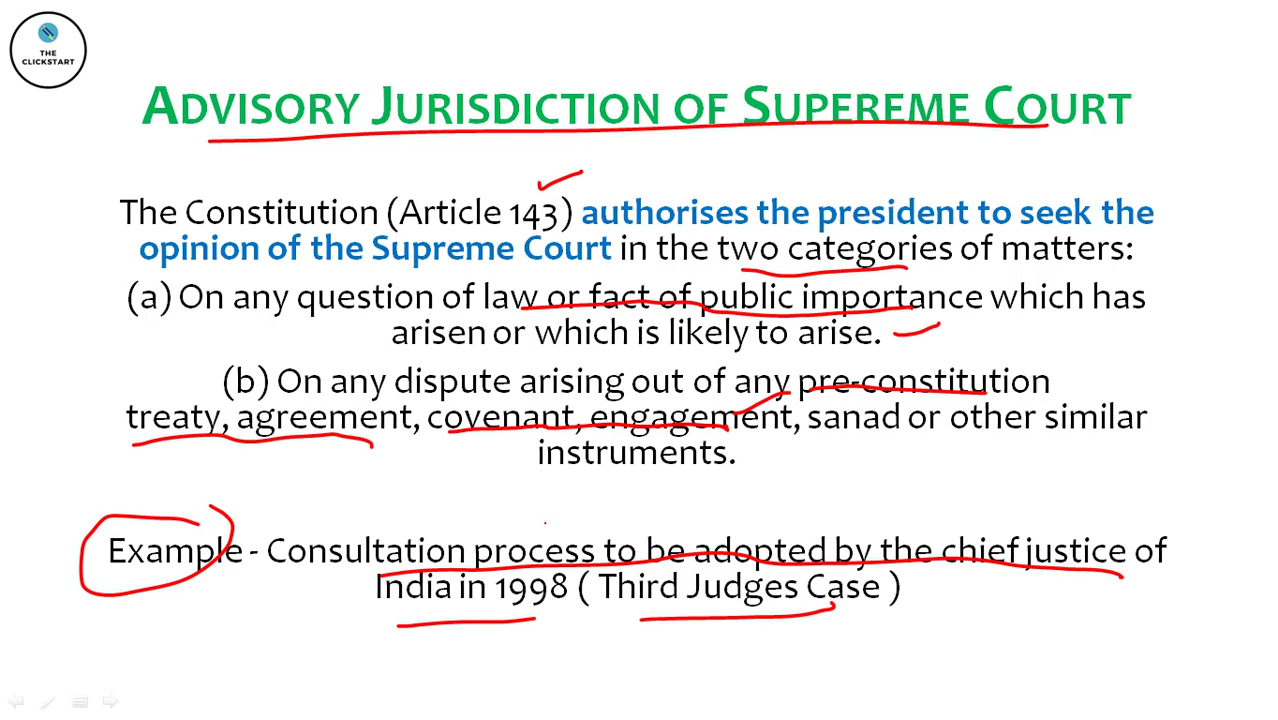 THE
CLICKSTART
ADVISORY JURISDICTION OF SUPEREME COURT
The Constitution (Article 143) authorises the president to seek the
opinion of the Supreme Court in the two categories of matters:
(a) On any question of law or fact of public importance which has
arisen or which is likely to arise.
(b) On any dispute arising out of any pre-constitution
treaty, agreement, covenant, engagement, sanad or other similar
instruments.
Example - Consultation process to be adopted by the chief justice of
India in 1998 ( Third Judges Case )